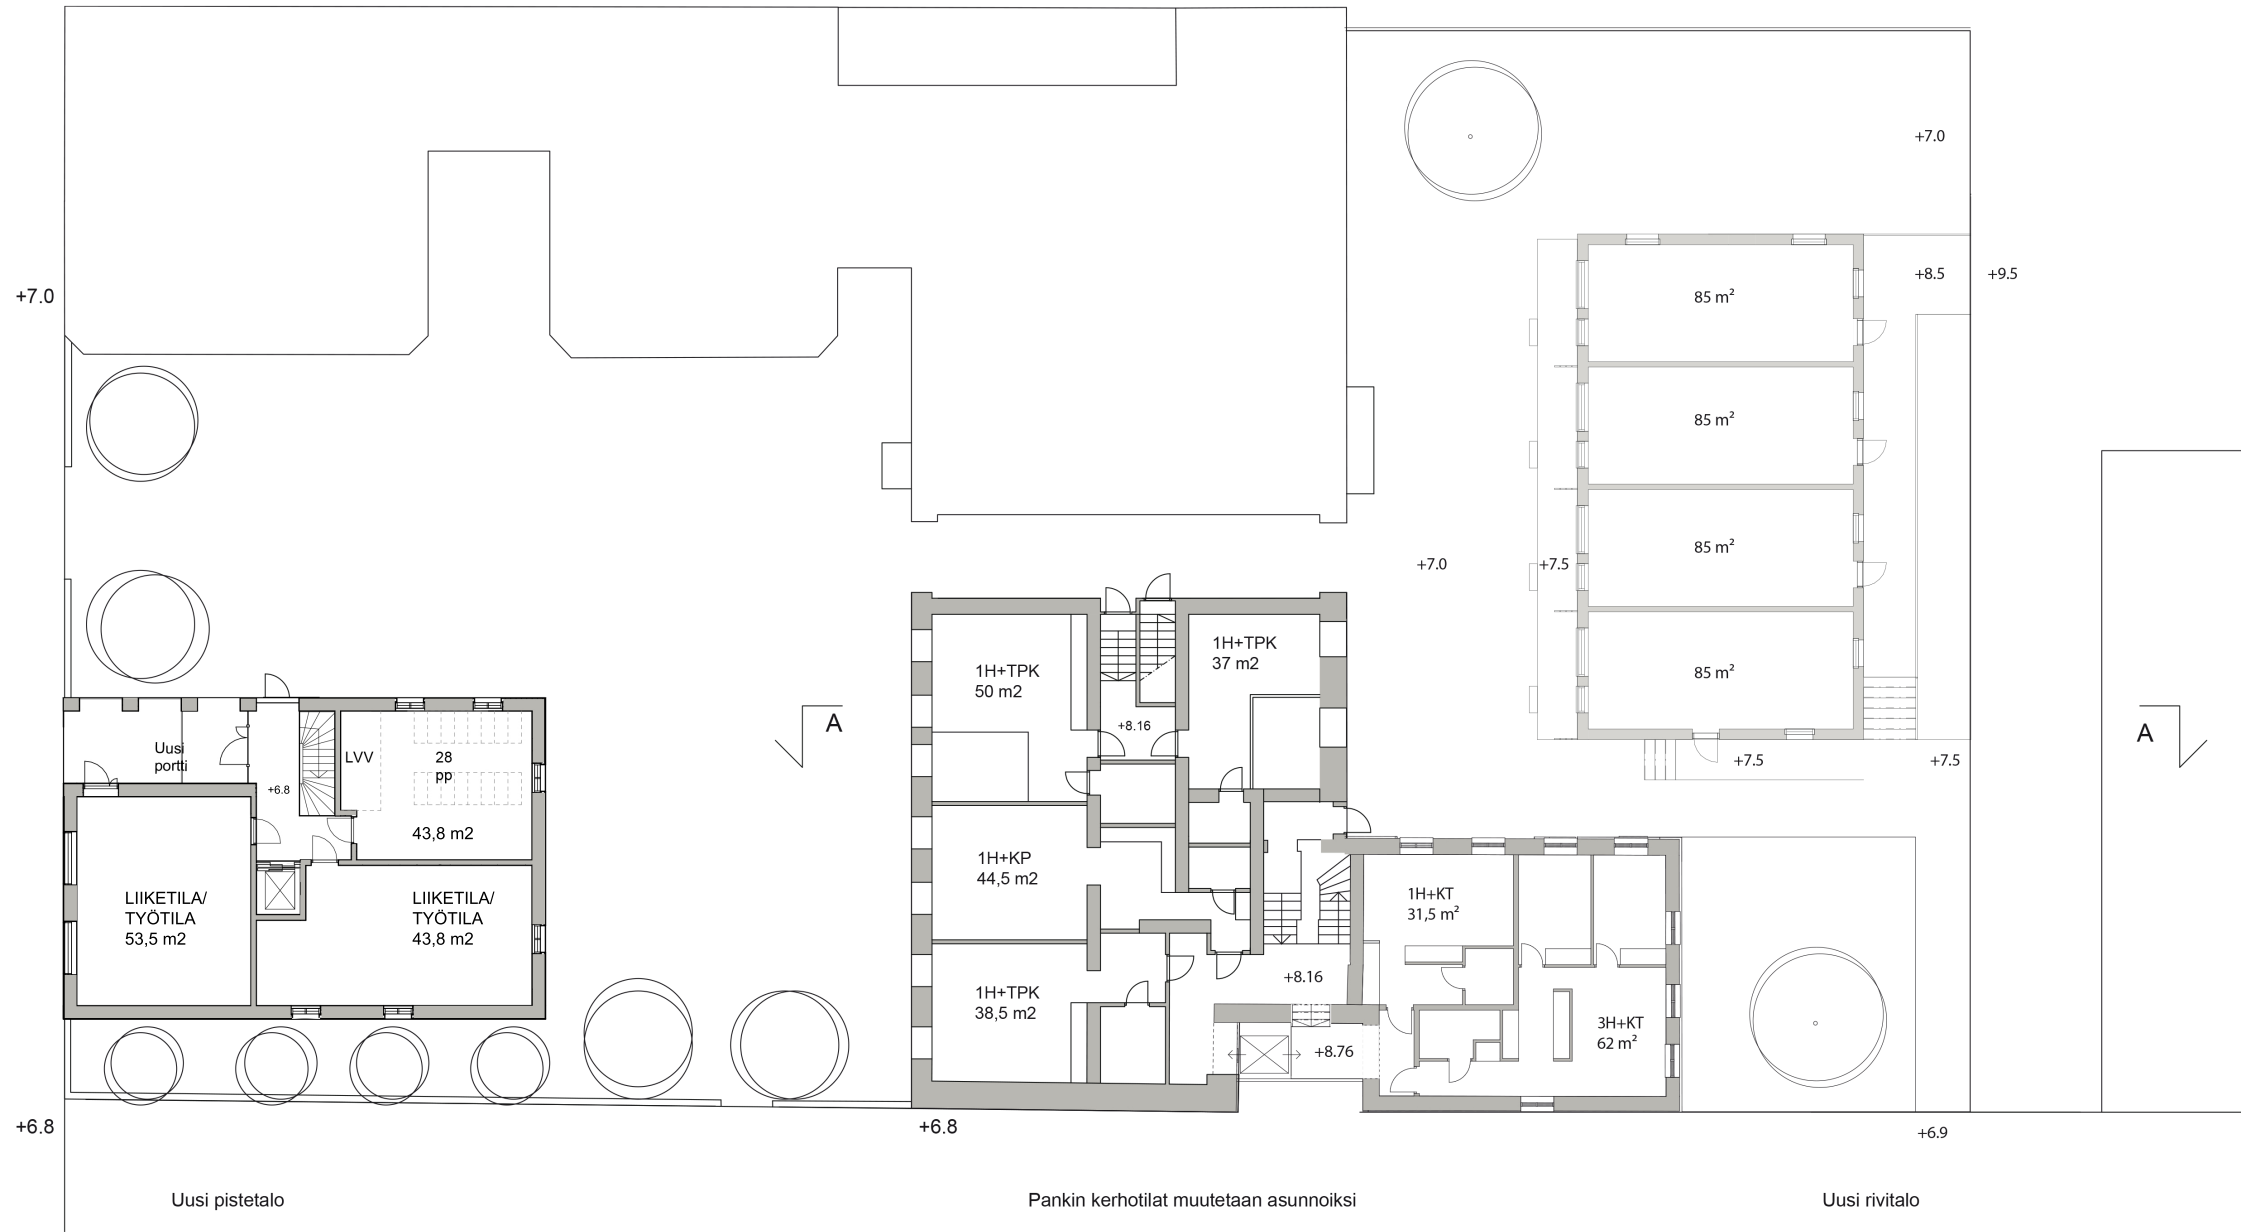 +7.0
+7.0
+8.5
+9.5
85 m²
85 m²
85 m²
85 m²
+7.0
+7.5
+7.5
+7.5
A
A
Uusi
portti
LVV
28
pp
+6.8
43,8 m2
LIIKETILA/
TYÖTILA
53,5 m2
LIIKETILA/
TYÖTILA
43,8 m2
1H+TPK
50 m2
1H+TPK
37 m2
+8.16
1H+KP
44,5 m2
1H+TPK
38,5 m2
+8.16
+8.76
1H+KT
31,5 m²
3H+KT
62 m²
+6.8
+6.8
+6.9
Uusi pistetalo
Pankin kerhotilat muutetaan asunnoiksi
Uusi rivitalo